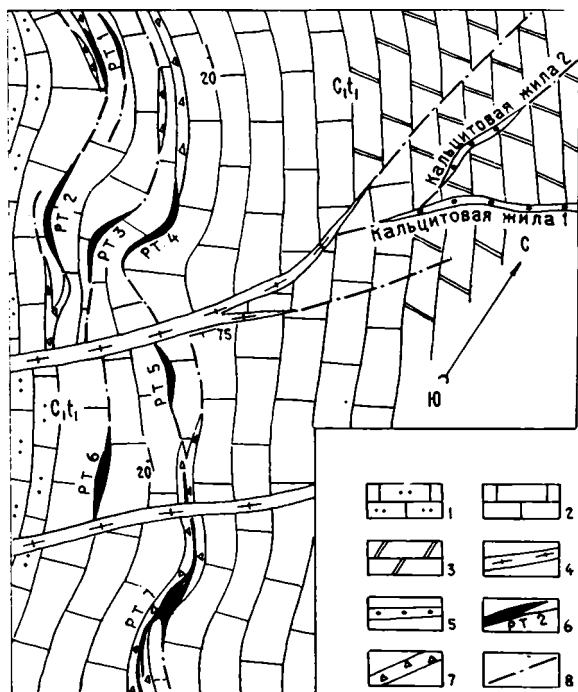 РТ 1
20
C₁t₁
Кальцитовая жила 2
РТ 2
РТ 3
РТ 4
Кальцитовая жила 1
С
75
Ю
РТ 5
C₁t₁
РТ 6
20
РТ 7
1
2
3
4
5
РТ 2
6
7
8